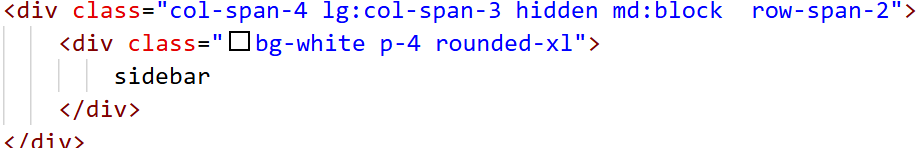 <div class="col-span-4 lg:col-span-3 hidden md:block  row-span-2">
<div class="bg-white p-4 rounded-xl">
sidebar
</div>
</div>